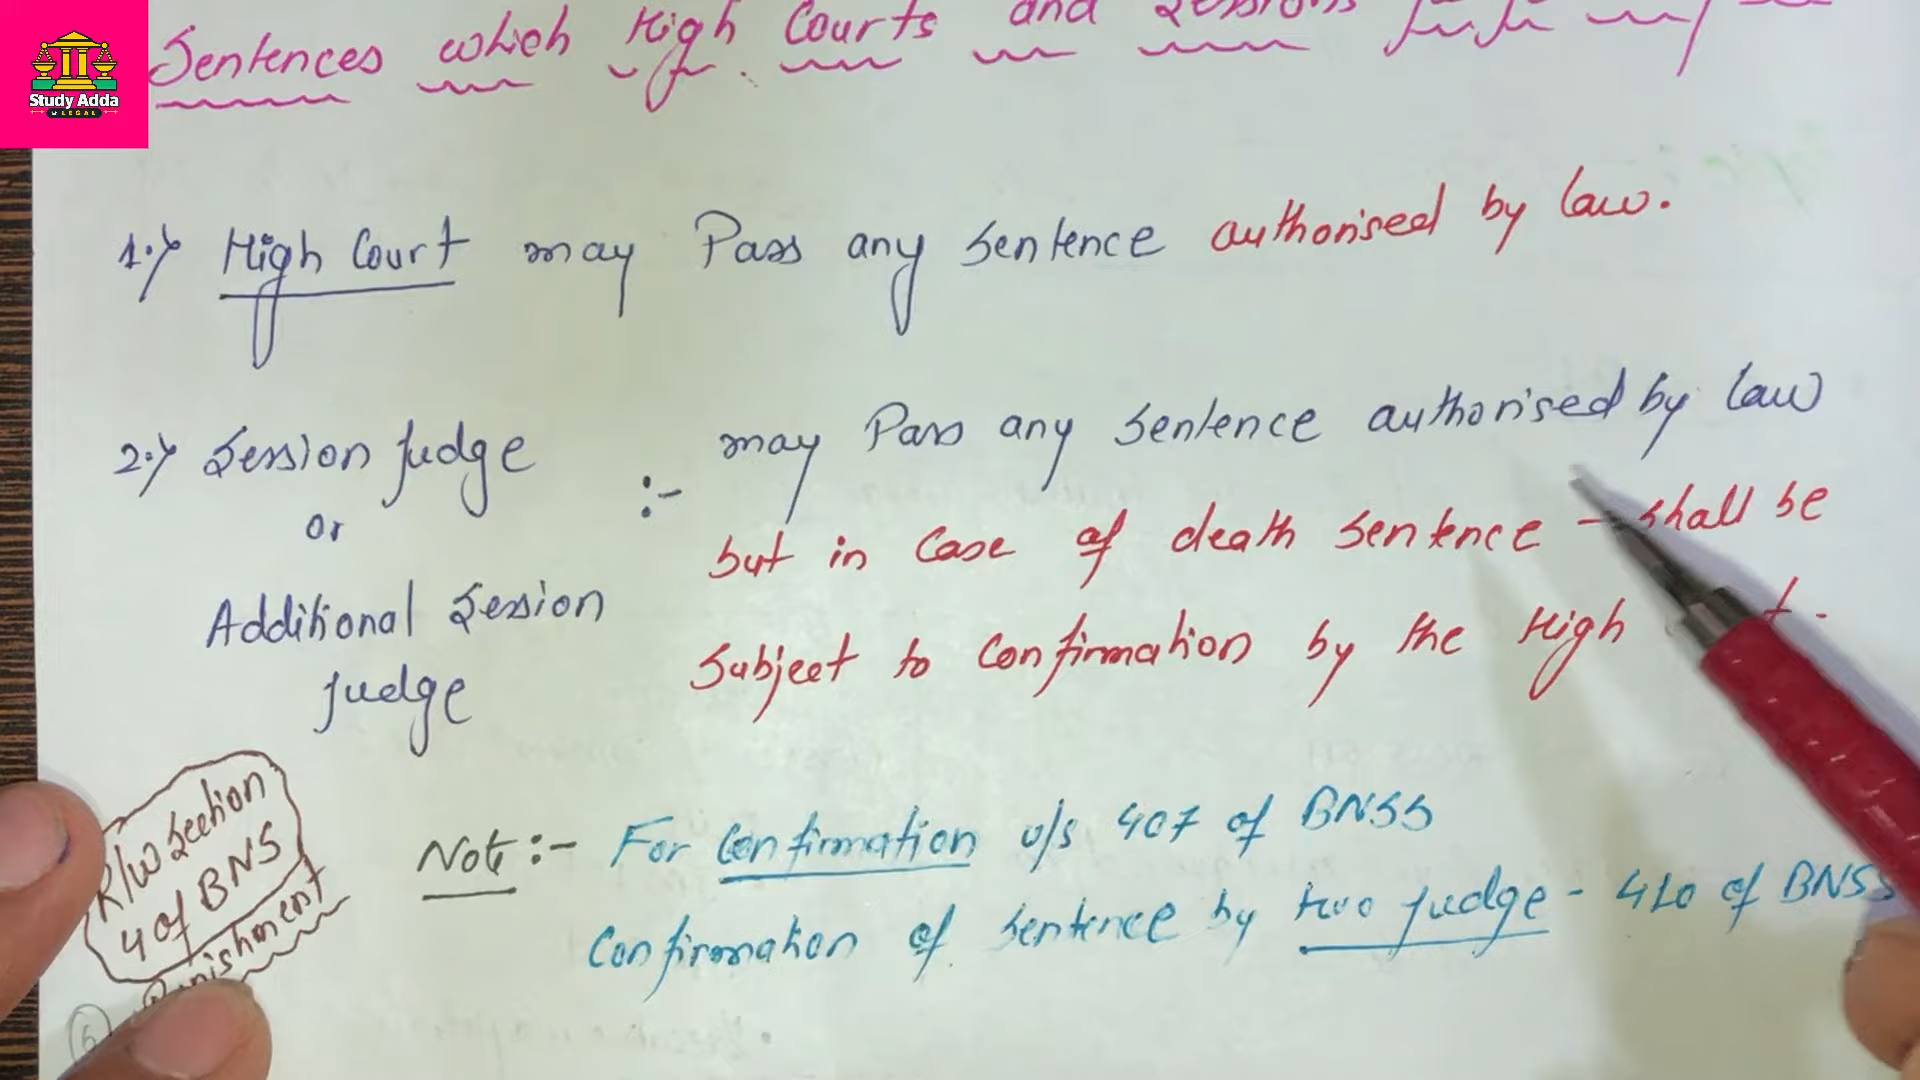 Study Adda
LEGAL
Sentences which High Courts and Sessions
1.) High Court may Pass any sentence authorised by law.
2.) Session Judge
or
Additional Session
Judge
:- may Pass any sentence authorised by law
but in case of death sentence - shall be
subject to confirmation by the High
R/W Section
4 of BNS
Punishment
Note :- For Confirmation u/s 407 of BNSS
Confirmation of sentence by two judge - 410 of BNSS
6